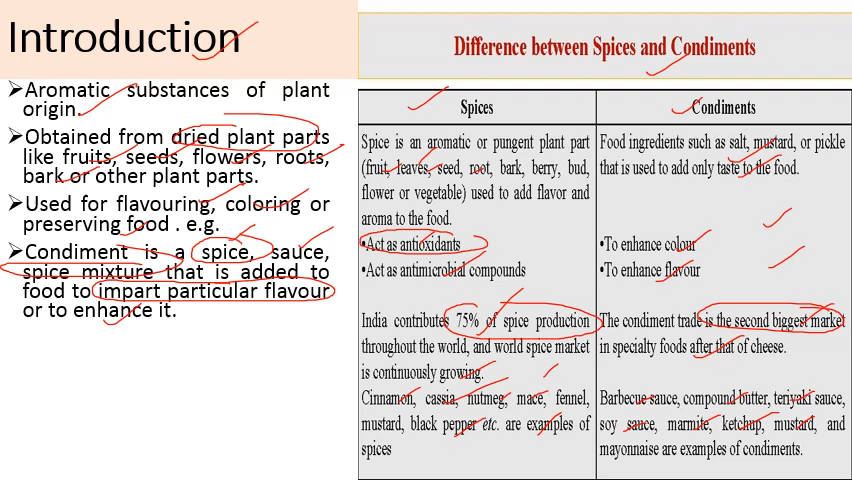 Introduction
➢Aromatic substances of plant
origin.
➢Obtained from dried plant parts
like fruits, seeds, flowers, roots,
bark or other plant parts.
➢Used for flavouring, coloring or
preserving food . e.g.
➢Condiment is a spice, sauce,
spice mixture that is added to
food to impart particular flavour
or to enhance it.
Difference between Spices and Condiments
Spices
Spice is an aromatic or pungent plant part
(fruit, leaves, seed, root, bark, berry, bud,
flower or vegetable) used to add flavor and
aroma to the food.
•Act as antioxidants
•Act as antimicrobial compounds
India contributes 75% of spice production
throughout the world, and world spice market
is continuously growing.
Cinnamon, cassia, nutmeg, mace, fennel,
mustard, black pepper etc. are examples of
spices
Condiments
Food ingredients such as salt, mustard, or pickle
that is used to add only taste to the food.
•To enhance colour
•To enhance flavour
The condiment trade is the second biggest market
in specialty foods after that of cheese.
Barbecue sauce, compound butter, teriyaki sauce,
soy sauce, marmite, ketchup, mustard, and
mayonnaise are examples of condiments.